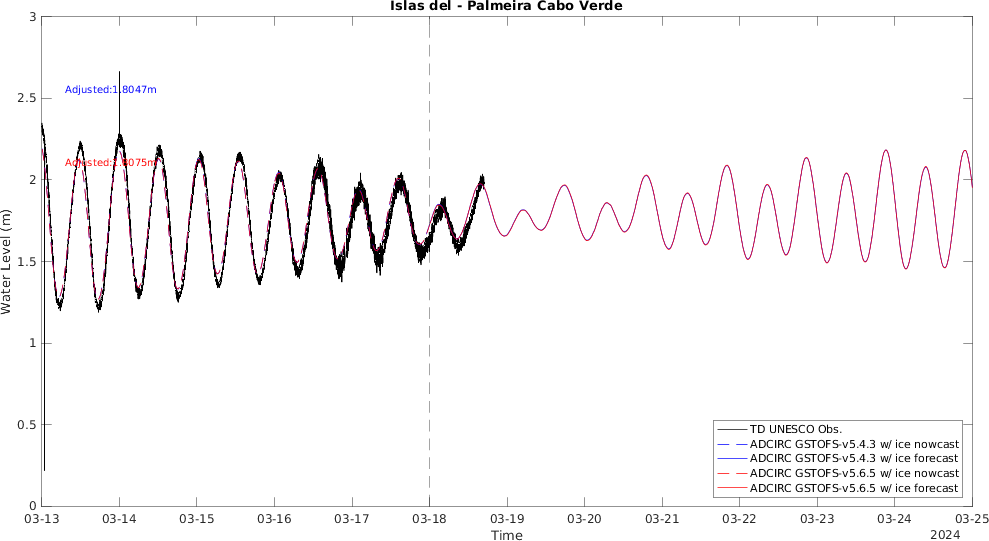 Islas del - Palmeira Cabo Verde
3
2.5
2
1.5
1
0.5
0
Water Level (m)
Adjusted:1.8047m
Adjusted:1.8075m
TD UNESCO Obs.
ADCIRC GSTOFS-v5.4.3 w/ ice nowcast
ADCIRC GSTOFS-v5.4.3 w/ ice forecast
ADCIRC GSTOFS-v5.6.5 w/ ice nowcast
ADCIRC GSTOFS-v5.6.5 w/ ice forecast
03-13 03-14 03-15 03-16 03-17 03-18 03-19 03-20 03-21 03-22 03-23 03-24 03-25
Time
2024